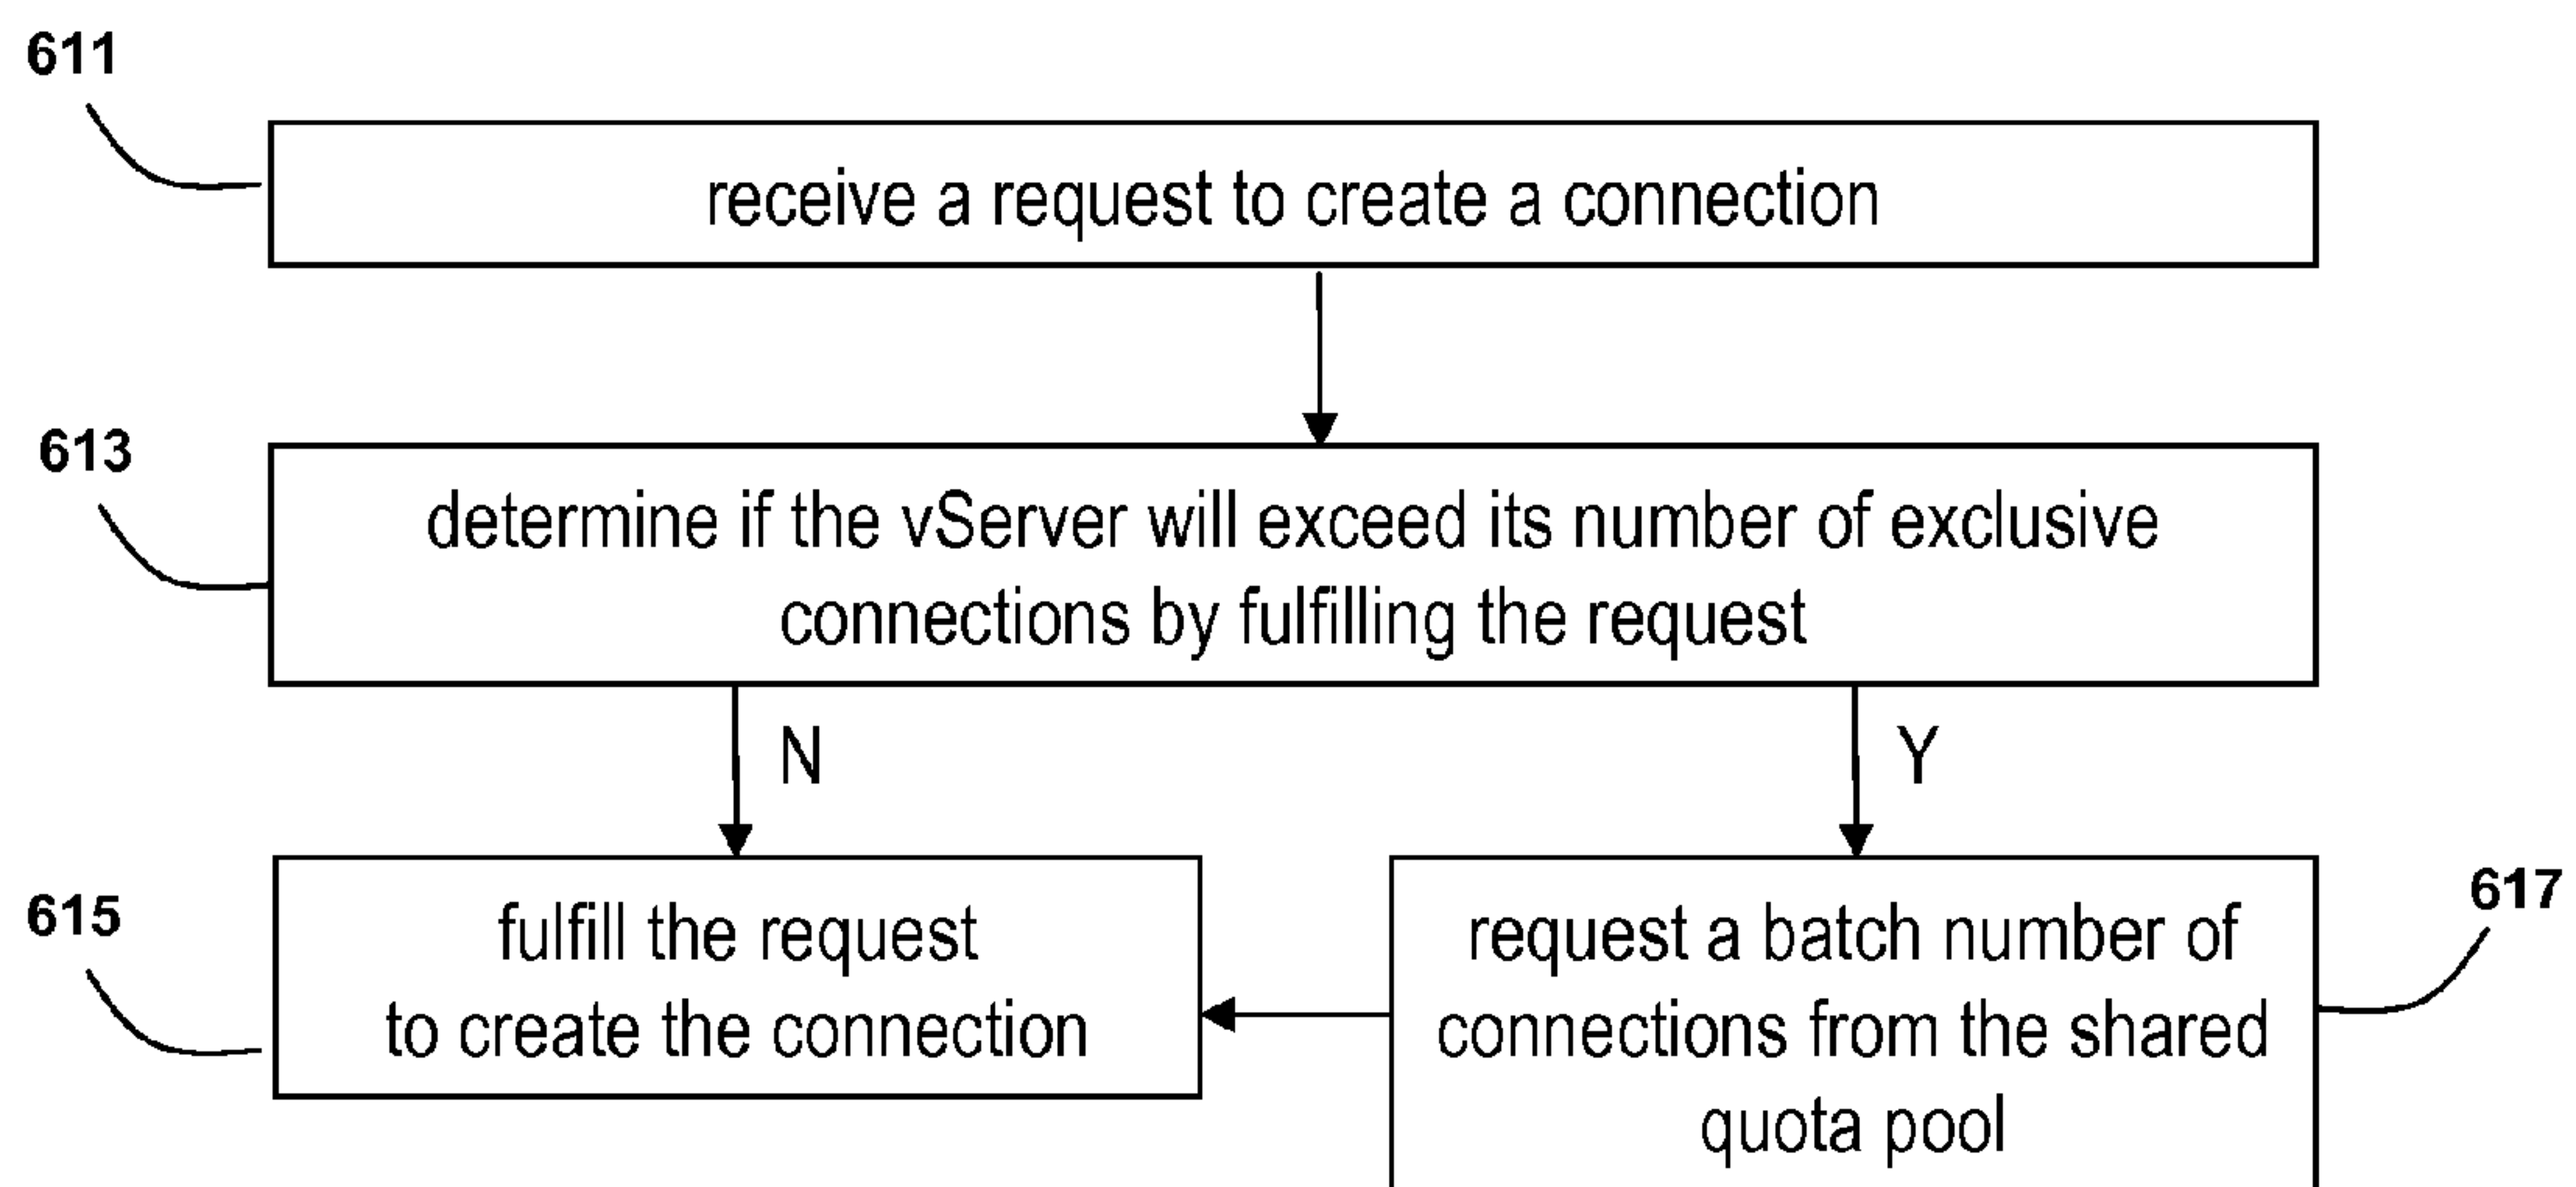 611
receive a request to create a connection
613
determine if the vServer will exceed its number of exclusive
connections by fulfilling the request
N
Y
615
fulfill the request
to create the connection
request a batch number of
connections from the shared
quota pool
617